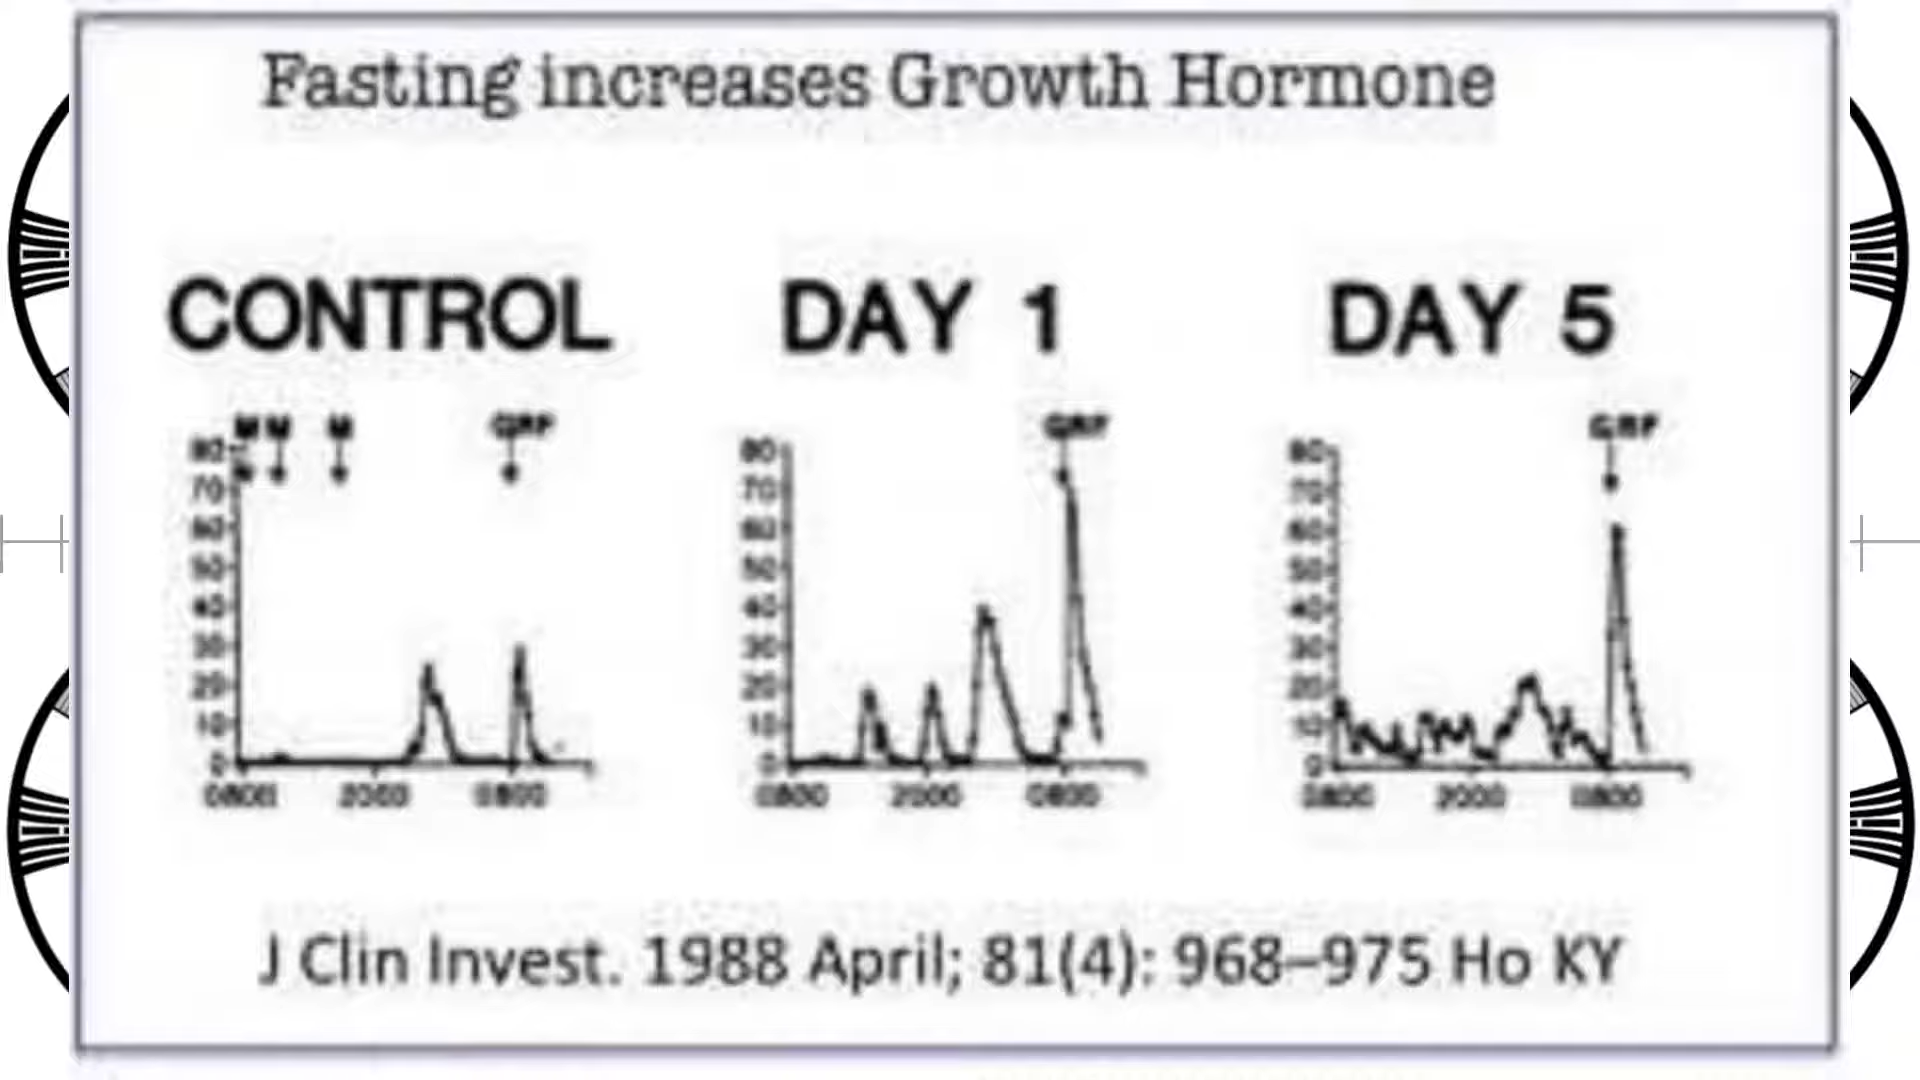 Fasting increases Growth Hormone
CONTROL DAY 1 DAY 5
M M M GRF GRF GRF
80 80 80
70 70 70
60 60 60
50 50 50
40 40 40
30 30 30
20 20 20
10 10 10
0 0 0
0800 2000 0800 0800 2000 0800 0800 2000 0800
J Clin Invest. 1988 April; 81(4): 968–975 Ho KY